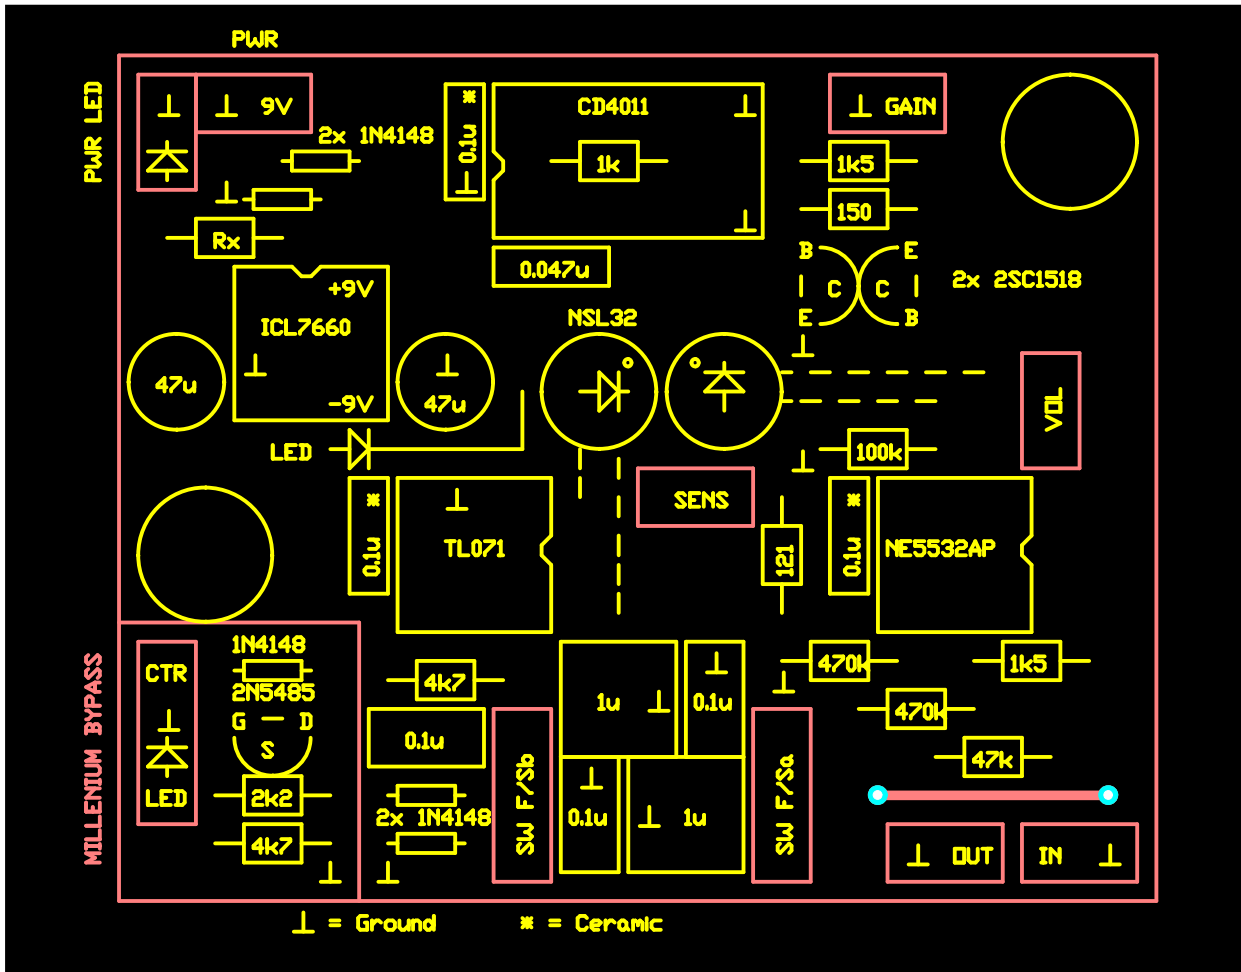 PWR
PWR LED
9V
2x 1N4148
0.1u
*
CD4011
1k
GAIN
1k5
150
Rx
0.047u
B E
C C
E B
2x 2SC1518
+9V
ICL7660
-9V
47u
47u
NSL32
VOL
LED
100k
SENS
*
0.1u
TL071
121
*
0.1u
NE5532AP
MILLENIUM BYPASS
CTR
LED
1N4148
2N5485
G D
S
2k2
4k7
4k7
0.1u
2x 1N4148
SW F/Sb
1u
0.1u
0.1u
1u
SW F/Sa
470k
1k5
470k
47k
OUT
IN
⊥ = Ground
* = Ceramic